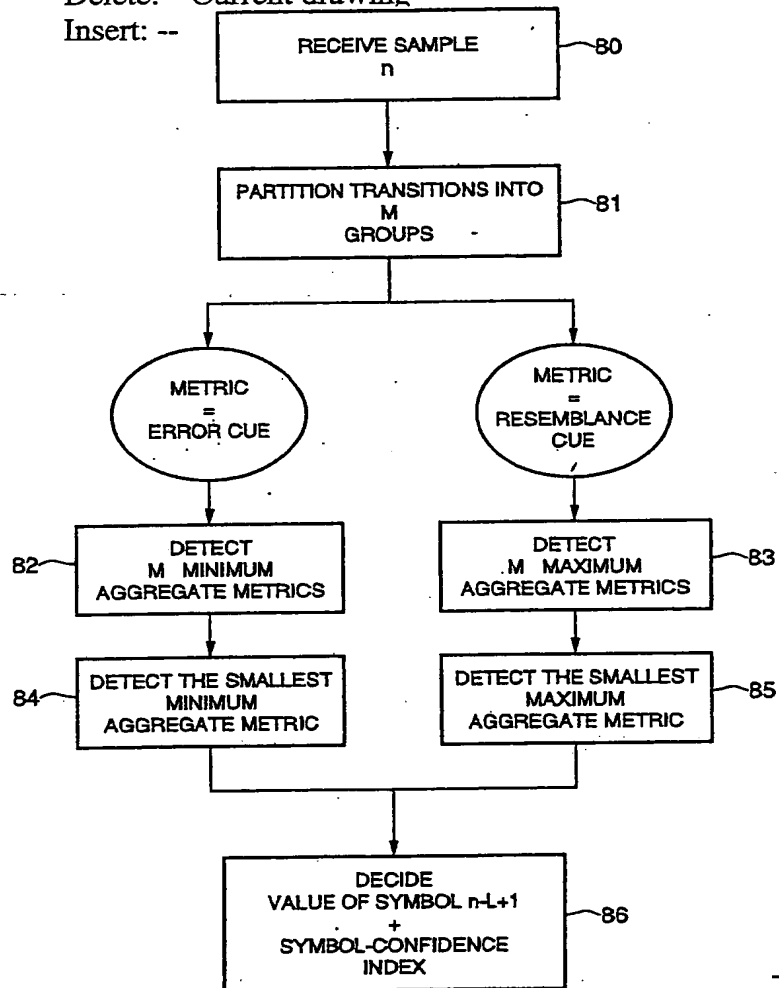 Delete: "Current drawing"
Insert: --
RECEIVE SAMPLE
n
80
PARTITION TRANSITIONS INTO
M
GROUPS
81
METRIC
=
ERROR CUE
METRIC
=
RESEMBLANCE
CUE
82
DETECT
M MINIMUM
AGGREGATE METRICS
DETECT
M MAXIMUM
AGGREGATE METRICS
83
84
DETECT THE SMALLEST
MINIMUM
AGGREGATE METRIC
DETECT THE SMALLEST
MAXIMUM
AGGREGATE METRIC
85
DECIDE
VALUE OF SYMBOL n-L+1
+
SYMBOL-CONFIDENCE
INDEX
86